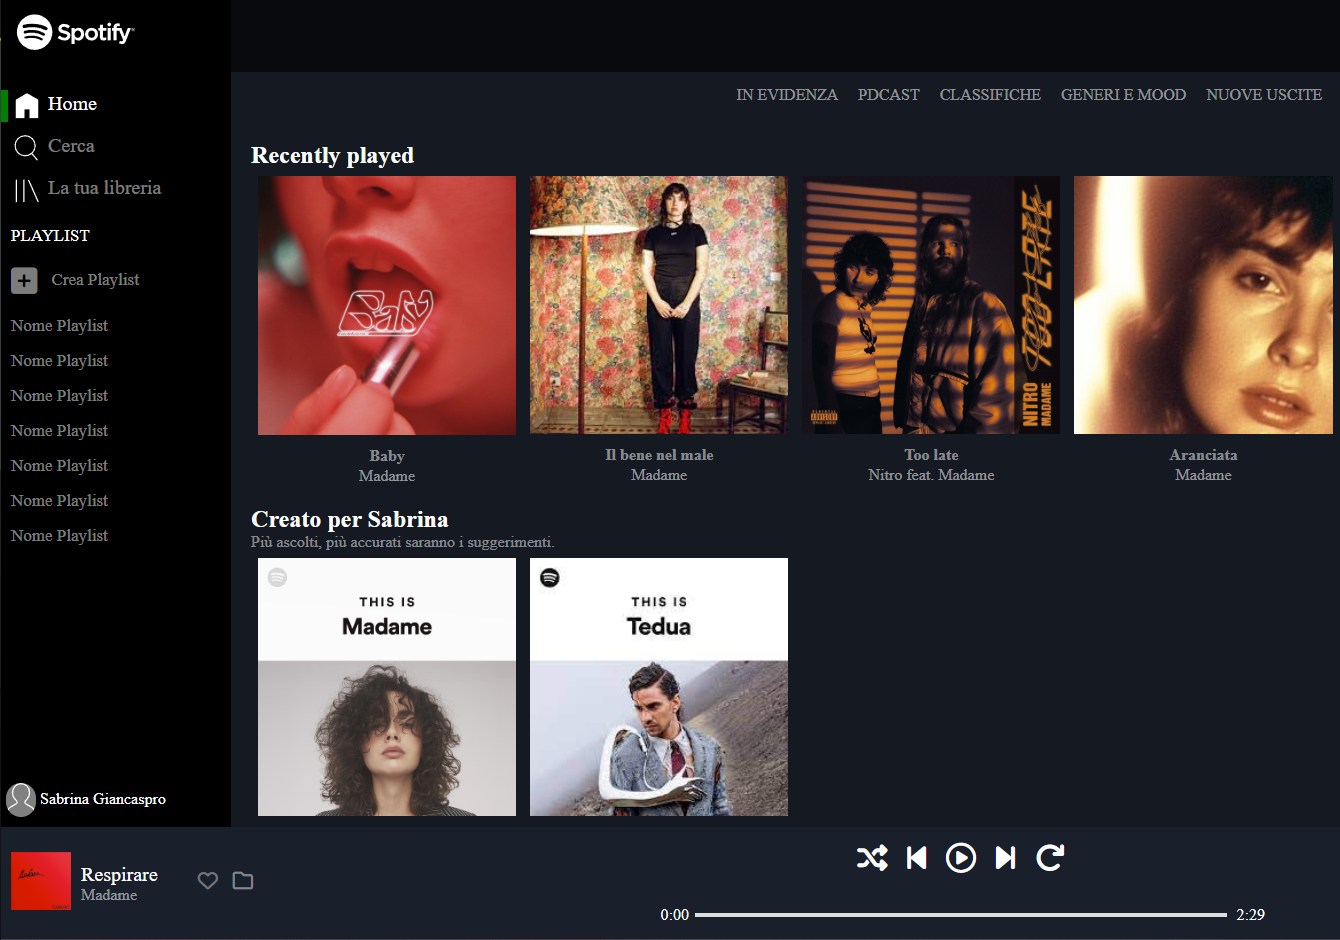 Spotify
Home
Cerca
La tua libreria
PLAYLIST
Crea Playlist
Nome Playlist
Nome Playlist
Nome Playlist
Nome Playlist
Nome Playlist
Nome Playlist
Nome Playlist
Sabrina Giancaspro
IN EVIDENZA PDCAST CLASSIFICHE GENERI E MOOD NUOVE USCITE
Recently played
Baby
TOO LATE
NITRO
MADAME
Baby
Madame
Il bene nel male
Madame
Too late
Nitro feat. Madame
Aranciata
Madame
Creato per Sabrina
Più ascolti, più accurati saranno i suggerimenti.
THIS IS
Madame
THIS IS
Tedua
Respirare
Madame
0:00 2:29